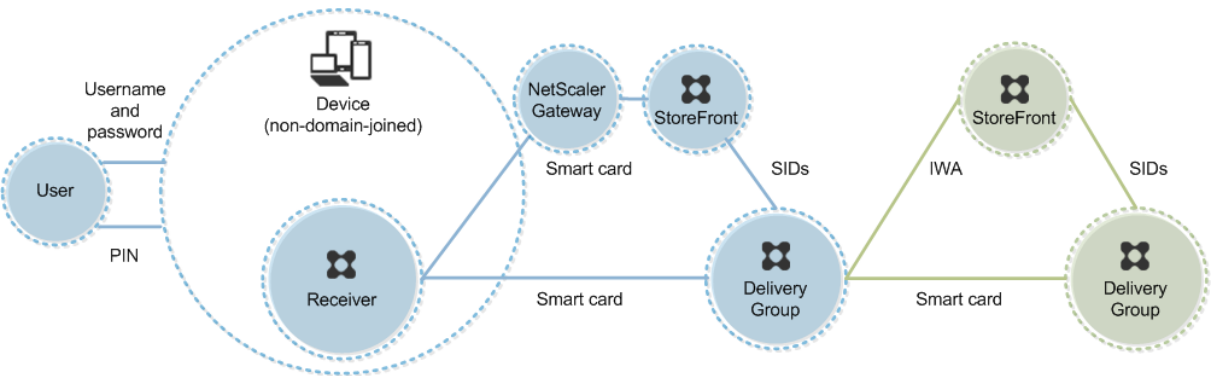 Username
and
password
User
PIN
Device
(non-domain-joined)
Receiver
NetScaler
Gateway
StoreFront
Smart card
SIDs
Smart card
Delivery
Group
IWA
StoreFront
SIDs
Smart card
Delivery
Group